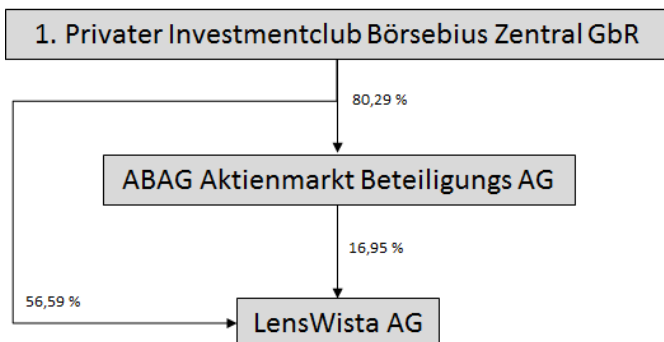 1. Privater Investmentclub Börsebius Zentral GbR
80,29 %
ABAG Aktienmarkt Beteiligungs AG
16,95 %
56,59 %
LensWista AG